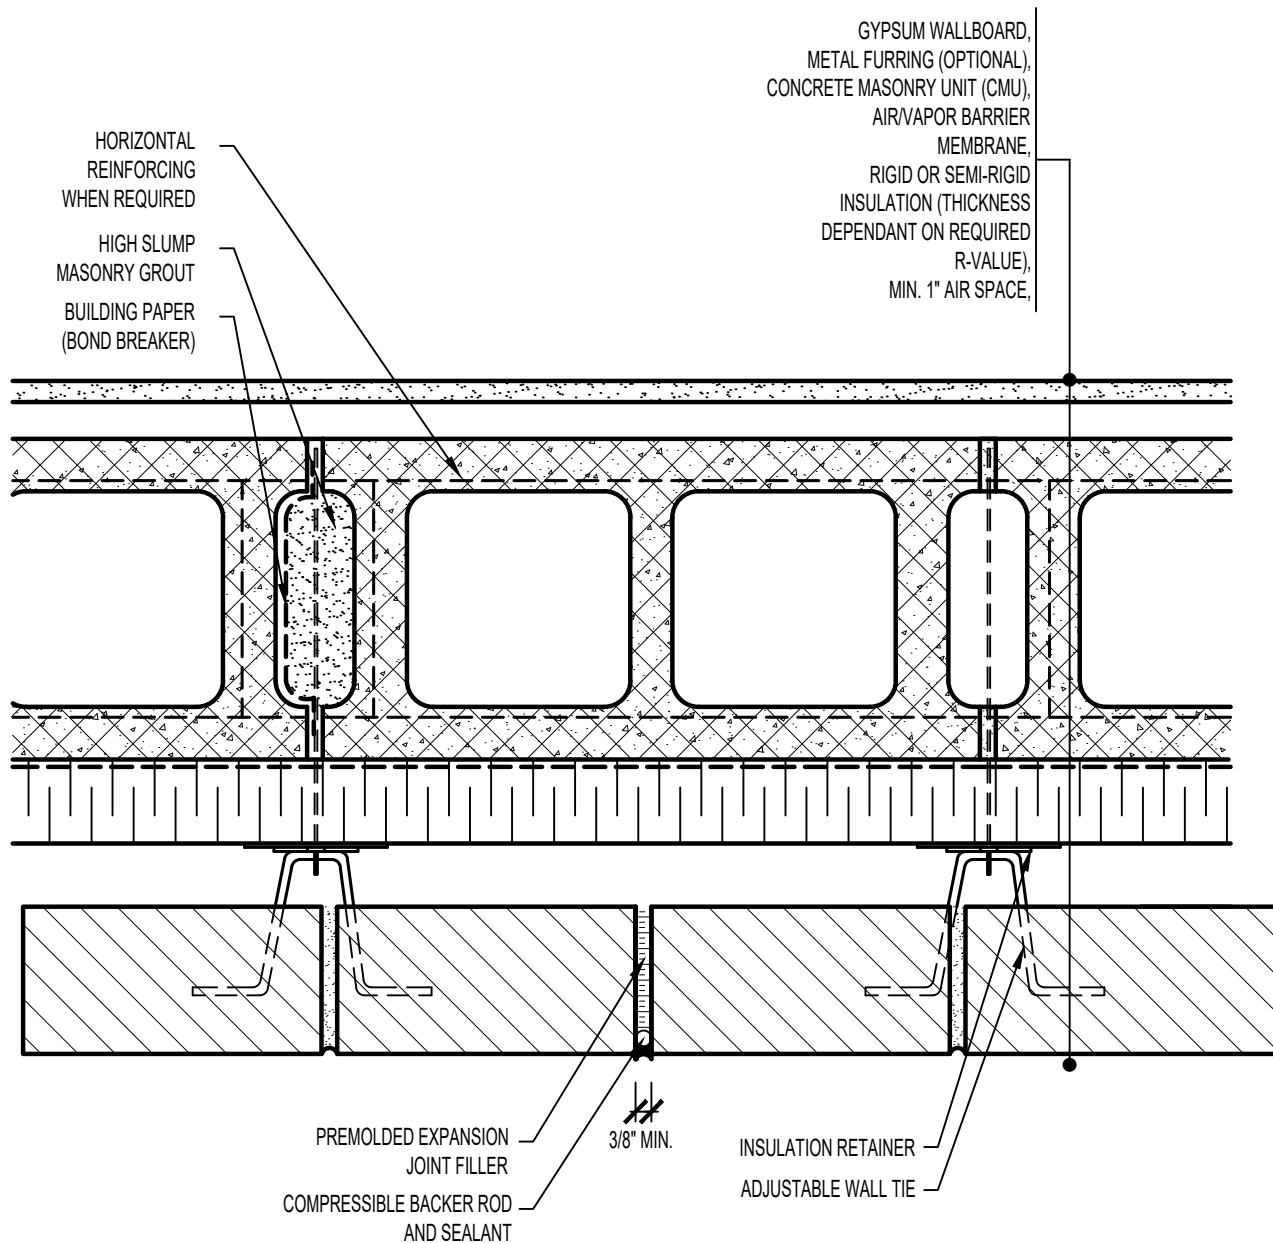 GYPSUM WALLBOARD,
METAL FURRING (OPTIONAL),
CONCRETE MASONRY UNIT (CMU),
AIR/VAPOR BARRIER
MEMBRANE,
RIGID OR SEMI-RIGID
INSULATION (THICKNESS
DEPENDANT ON REQUIRED
R-VALUE),
MIN. 1" AIR SPACE,
HORIZONTAL
REINFORCING
WHEN REQUIRED
HIGH SLUMP
MASONRY GROUT
BUILDING PAPER
(BOND BREAKER)
PREMOLDED EXPANSION
JOINT FILLER
COMPRESSIBLE BACKER ROD
AND SEALANT
3/8" MIN.
INSULATION RETAINER
ADJUSTABLE WALL TIE